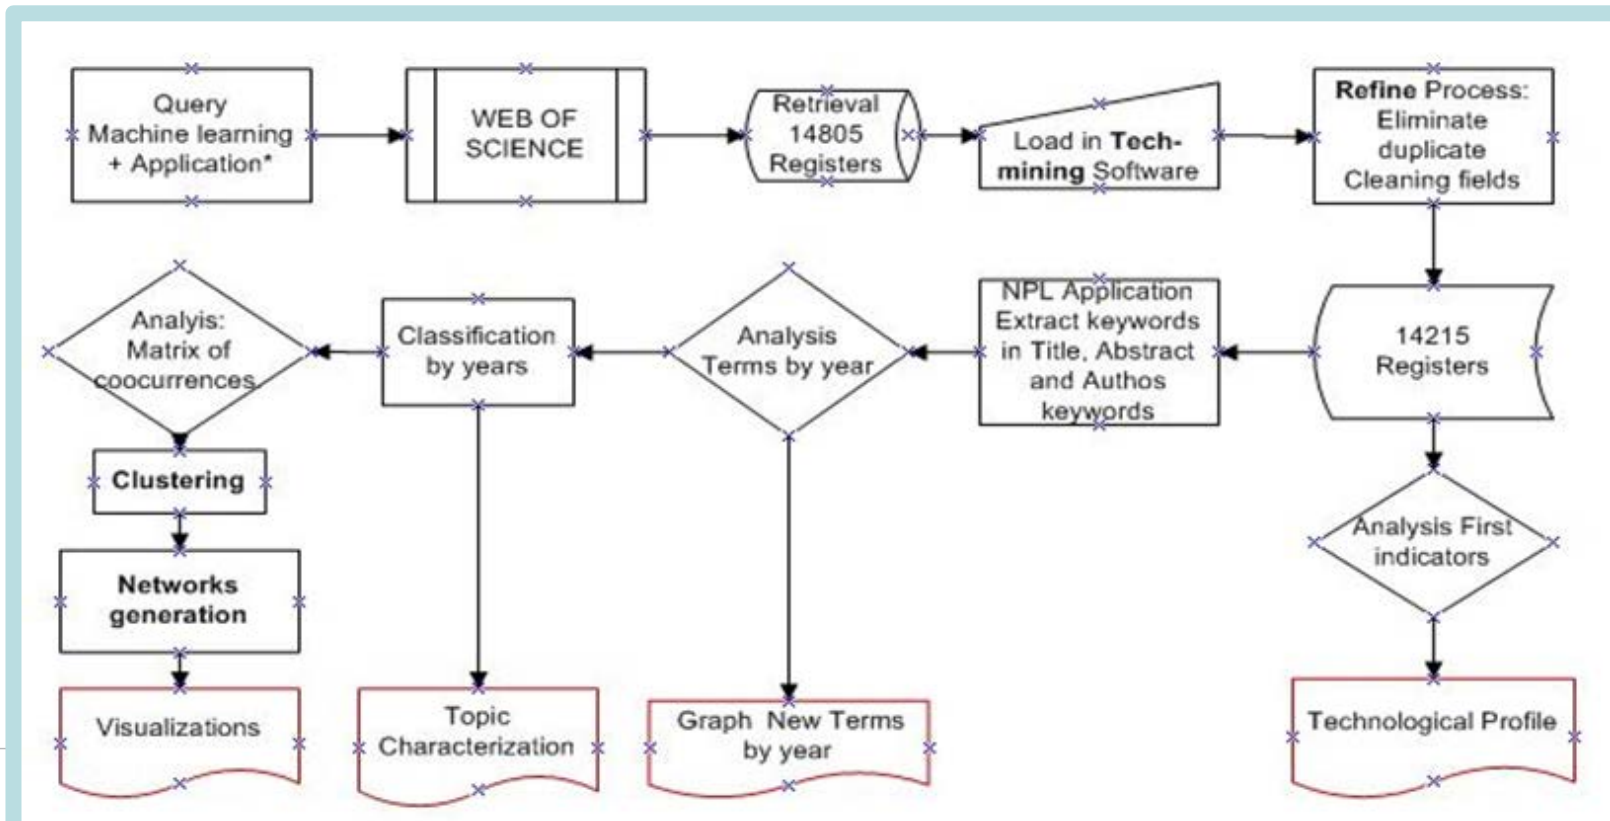 Query
Machine learning
+ Application*
WEB OF
SCIENCE
Retrieval
14805
Registers
Load in Tech-
mining Software
Refine Process:
Eliminate
duplicate
Cleaning fields
Analyis:
Matrix of
coocurrences
Classification
by years
Analysis
Terms by year
NPL Application
Extract keywords
in Title, Abstract
and Authos
keywords
14215
Registers
Clustering
Networks
generation
Analysis First
indicators
Visualizations
Topic
Characterization
Graph New Terms
by year
Technological Profile